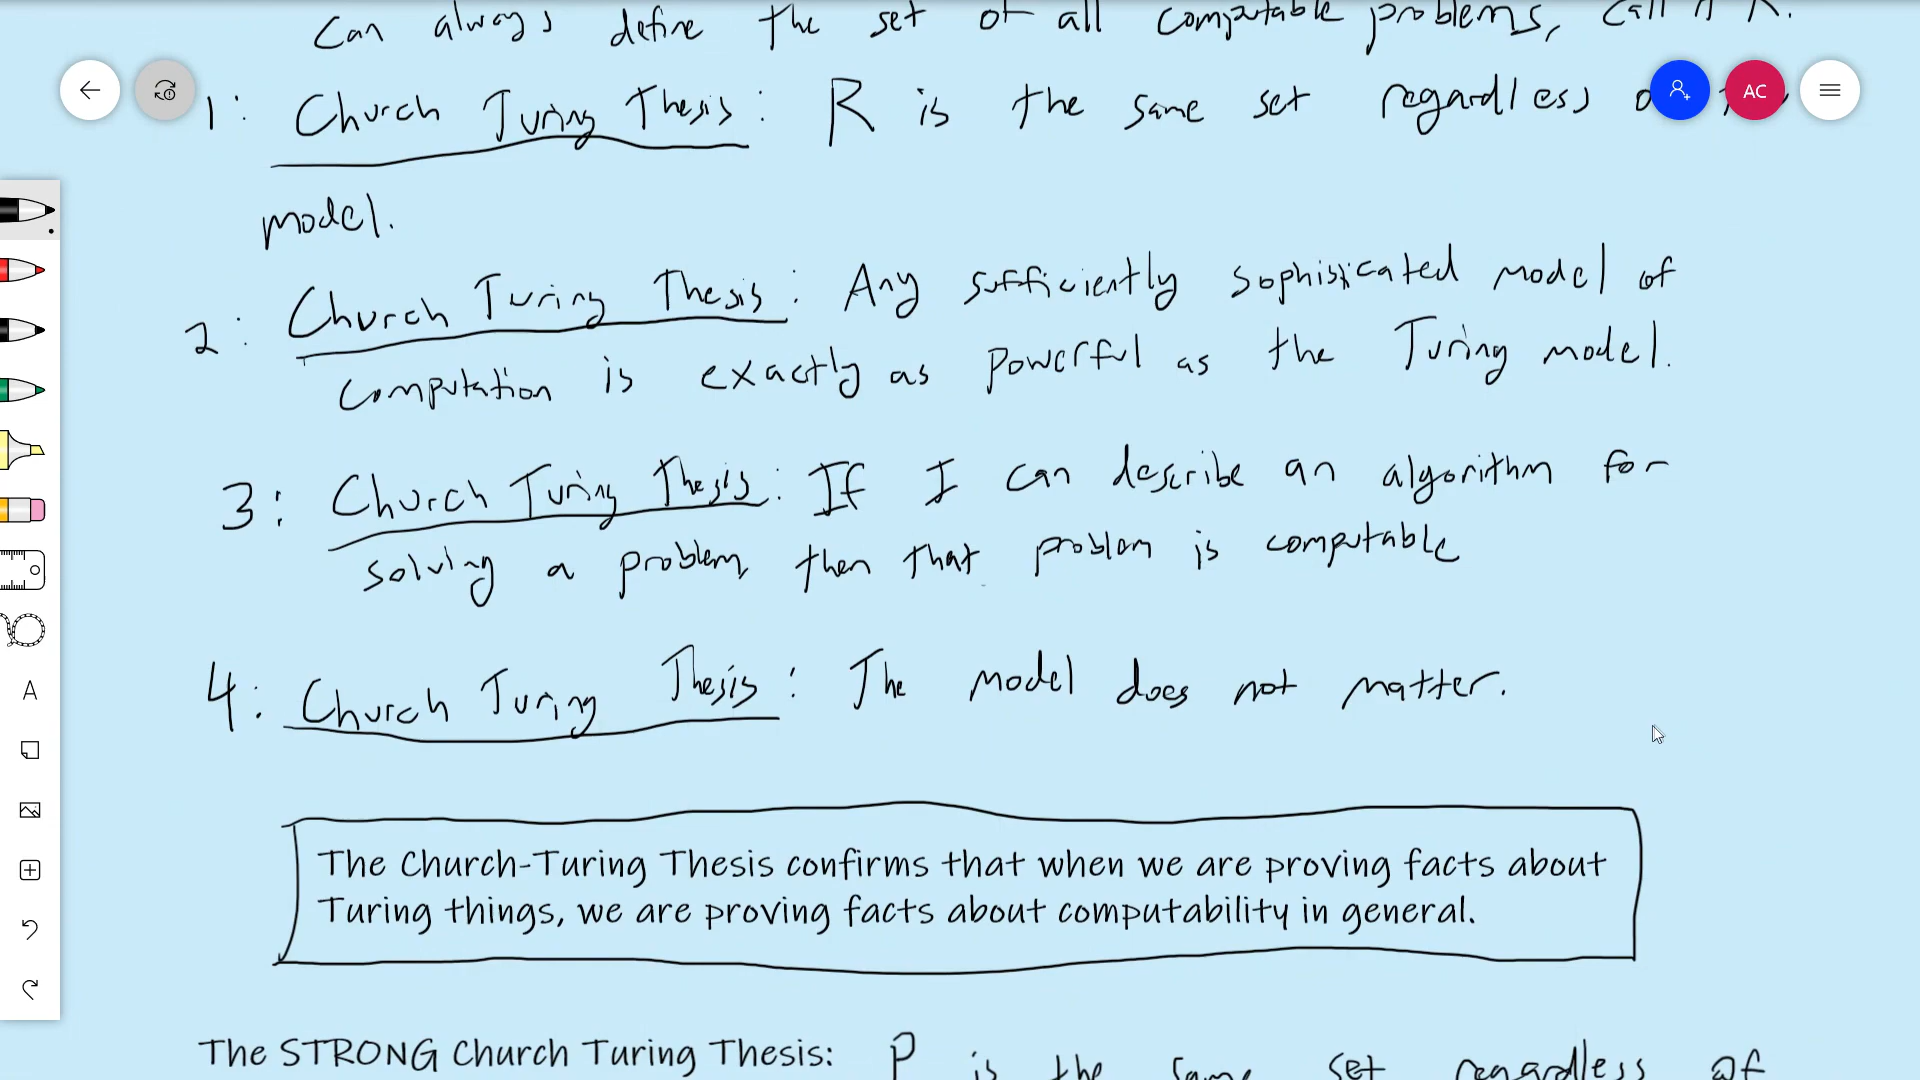 Can always define the set of all computable problems, call it R.
AC
1: Church Turing Thesis: R is the same set regardless of
model.
2: Church Turing Thesis: Any sufficiently sophisticated model of
computation is exactly as powerful as the Turing model.
3: Church Turing Thesis: If I can describe an algorithm for
solving a problem, then that problem is computable
4: Church Turing Thesis: The model does not matter.
A
The Church-Turing Thesis confirms that when we are proving facts about
Turing things, we are proving facts about computability in general.
The STRONG Church Turing Thesis: P is the same set regardless of